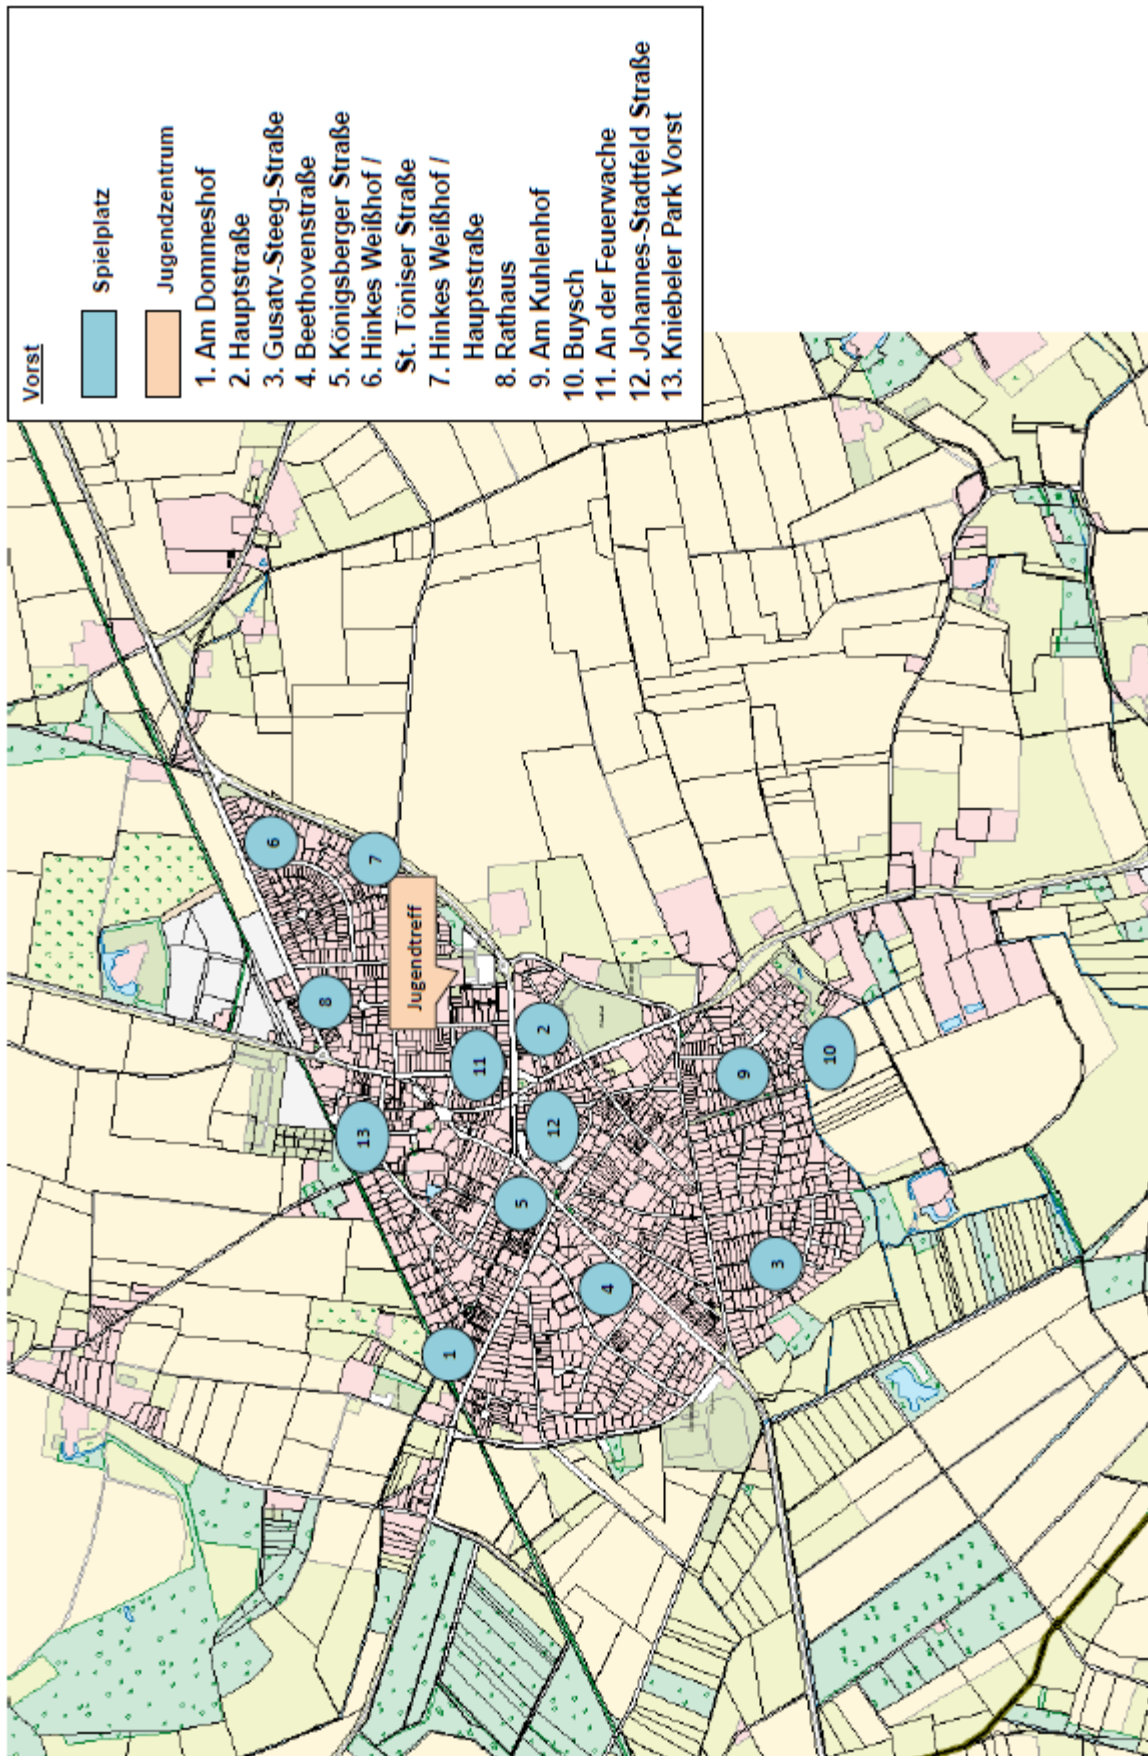 Vorst
Spielplatz
Jugendzentrum
1. Am Dommeshof
2. Hauptstraße
3. Gusatv-Steeg-Straße
4. Beethovenstraße
5. Königsberger Straße
6. Hinkes Weißhof /
St. Töniser Straße
7. Hinkes Weißhof /
Hauptstraße
8. Rathaus
9. Am Kuhlenhof
10. Buysch
11. An der Feuerwache
12. Johannes-Stadtfeld Straße
13. Kniebeler Park Vorst
6
7
Jugendtreff
8
2
11
10
9
12
13
5
3
4
1